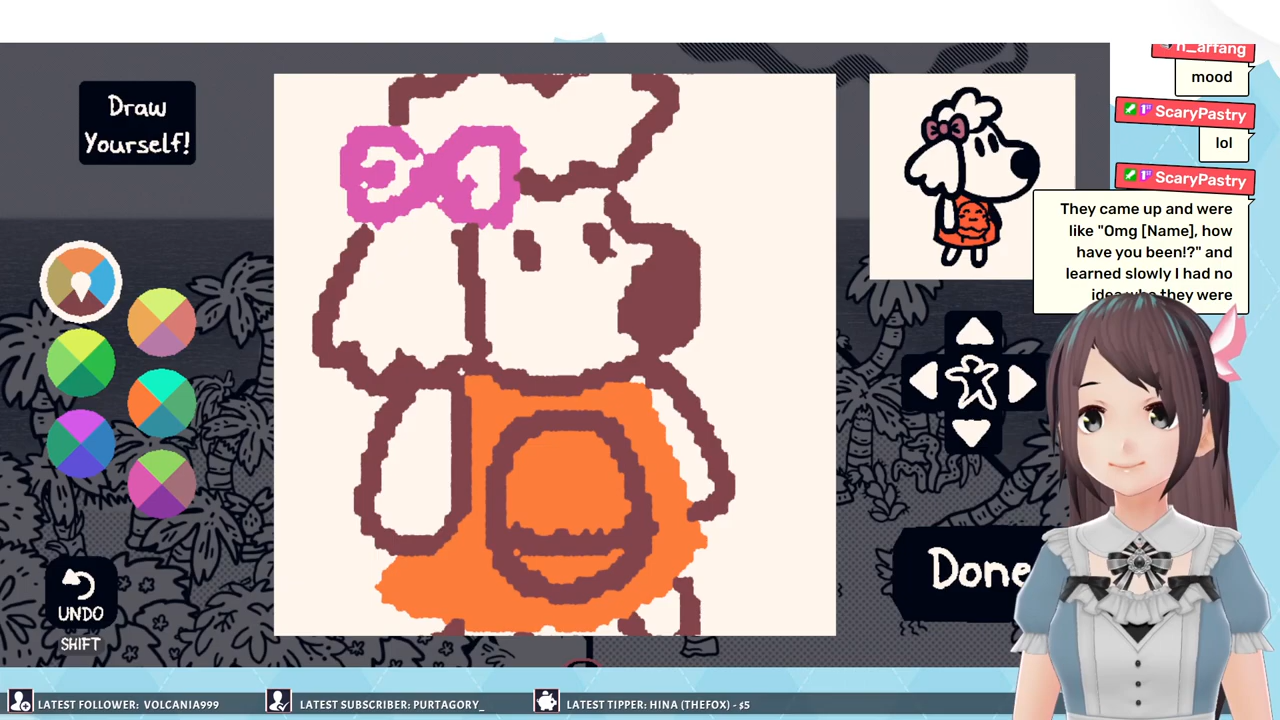 Draw
Yourself!
UNDO
SHIFT
Done
n_arfang
mood
ScaryPastry
lol
ScaryPastry
They came up and were
like "Omg [Name], how
have you been!?" and
learned slowly I had no
idea who they were
LATEST FOLLOWER: VOLCANIA999
LATEST SUBSCRIBER: PURTAGORY_
LATEST TIPPER: HINA (THEFOX) - $5